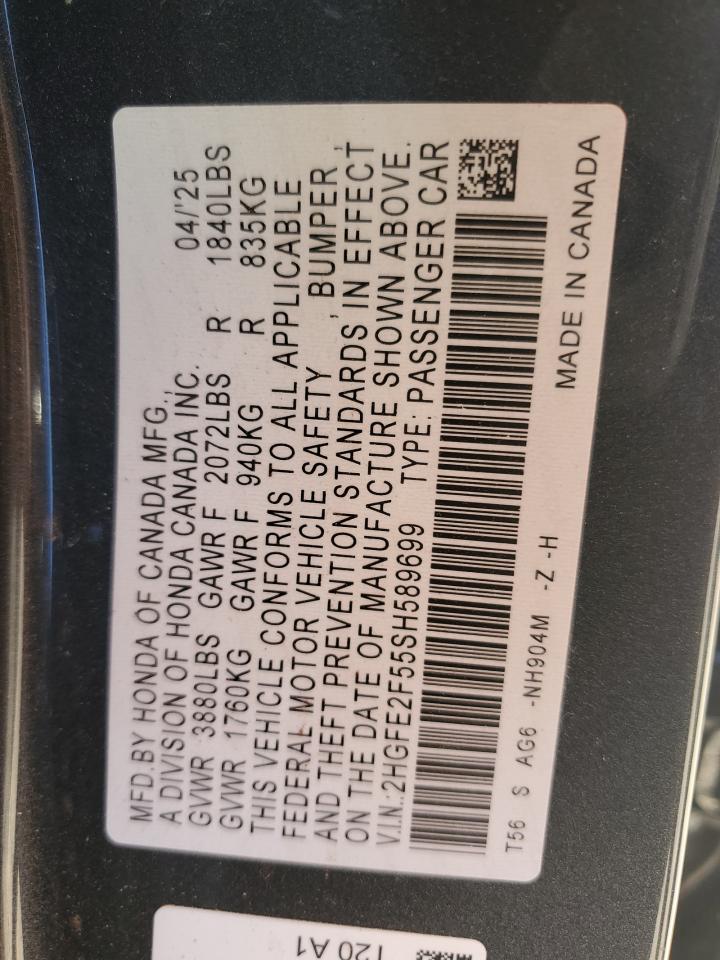 MFD.BY HONDA OF CANADA MFG.,
A DIVISION OF HONDA CANADA INC. 04/'25
GVWR 3880LBS GAWR F 2072LBS R 1840LBS
GVWR 1760KG GAWR F 940KG R 835KG
THIS VEHICLE CONFORMS TO ALL APPLICABLE
FEDERAL MOTOR VEHICLE SAFETY , BUMPER ,
AND THEFT PREVENTION STANDARDS IN EFFECT
ON THE DATE OF MANUFACTURE SHOWN ABOVE.
V.I.N.:2HGFE2F55SH589699 TYPE: PASSENGER CAR
T56 S AG6 -NH904M -Z -H
MADE IN CANADA
T20 A1